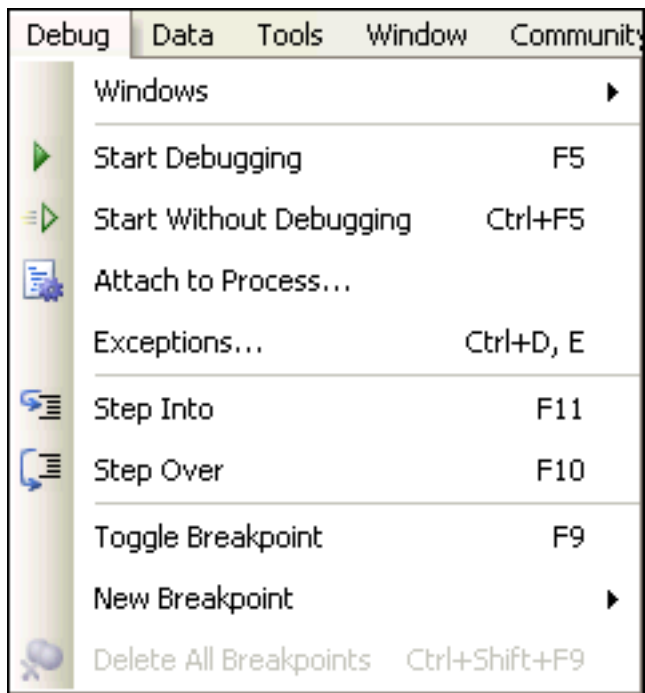 Debug Data Tools Window Community
Windows
Start Debugging F5
Start Without Debugging Ctrl+F5
Attach to Process...
Exceptions... Ctrl+D, E
Step Into F11
Step Over F10
Toggle Breakpoint F9
New Breakpoint
Delete All Breakpoints Ctrl+Shift+F9